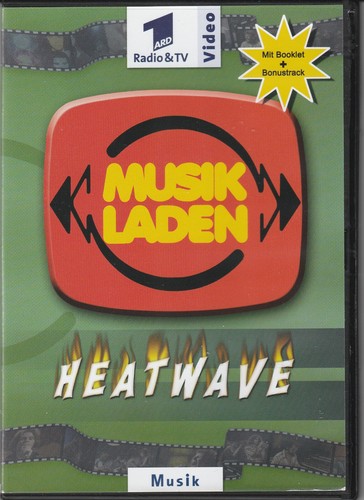 1
ARD
Radio & TV
Video
Mit Booklet
+
Bonustrack
MUSIK
LADEN
HEATWAVE
Musik